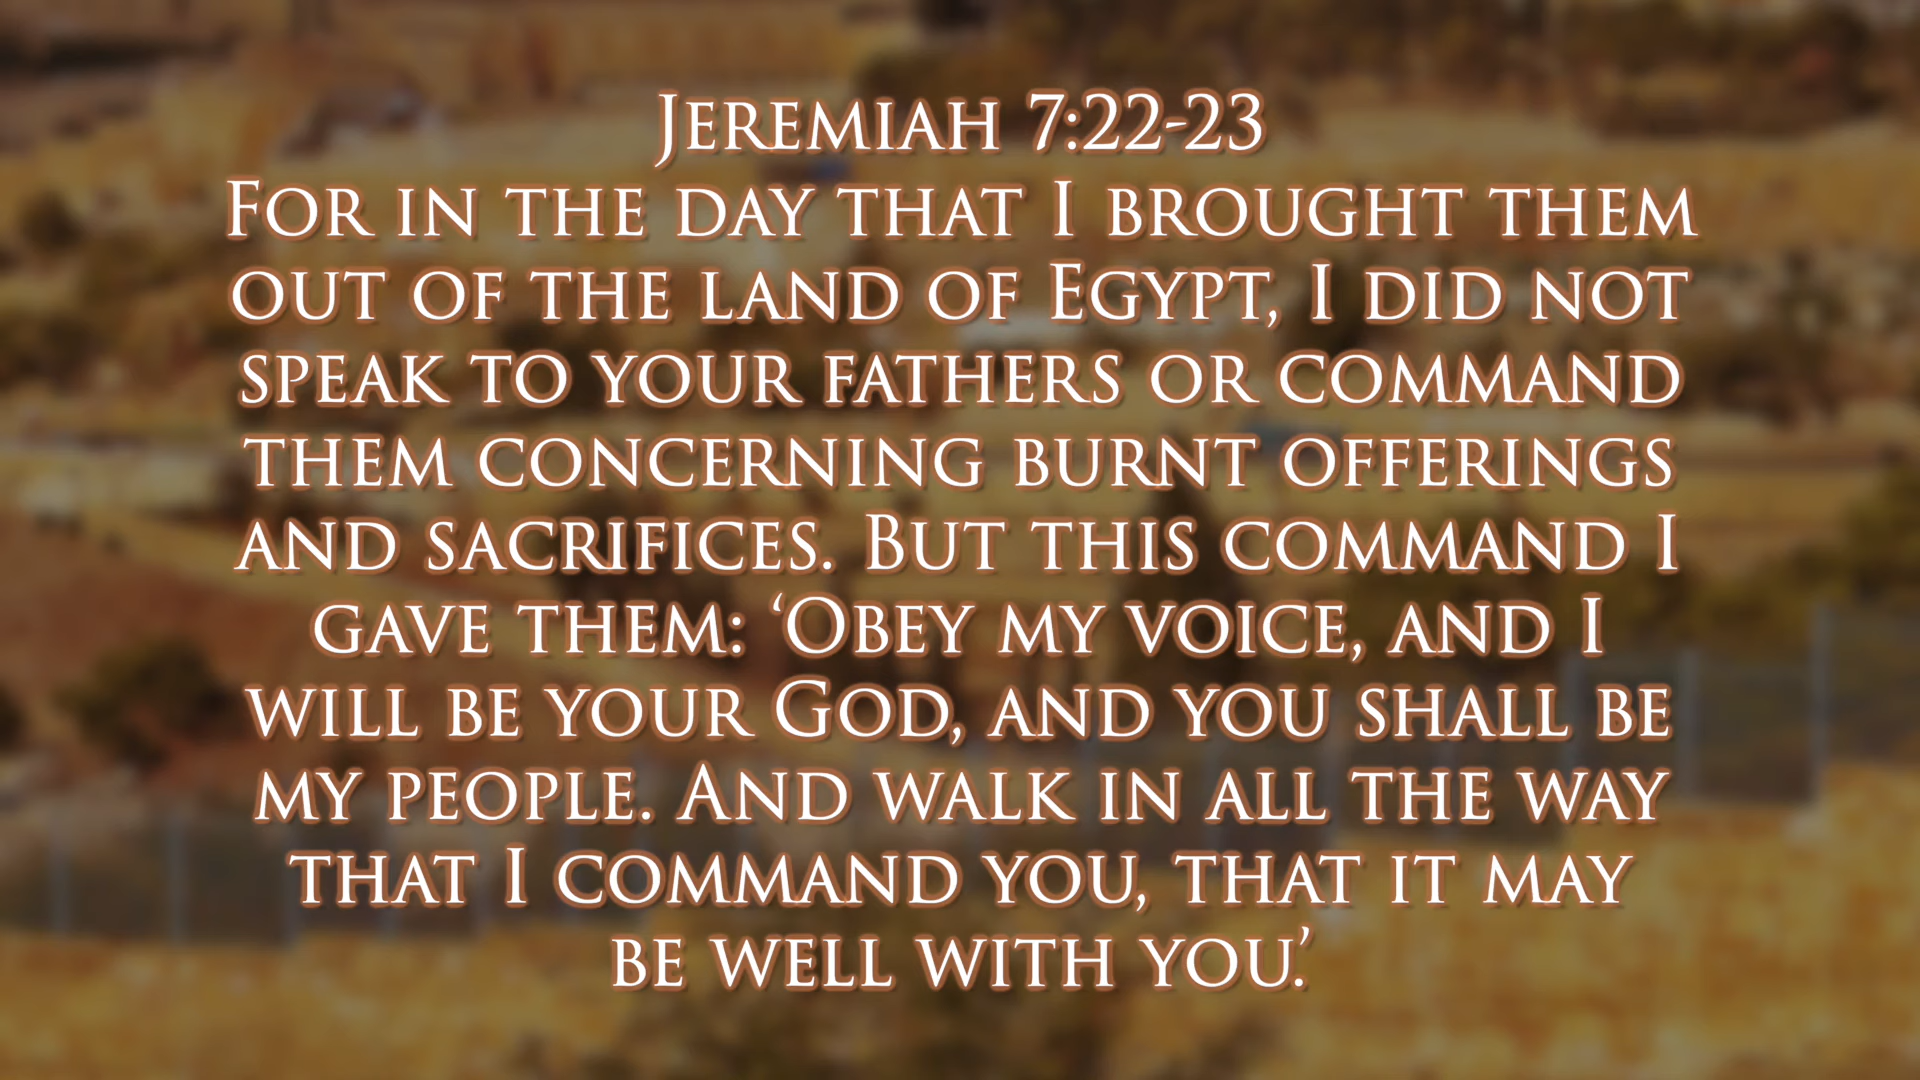 Jeremiah 7:22-23
For in the day that I brought them
out of the land of Egypt, I did not
speak to your fathers or command
them concerning burnt offerings
and sacrifices. But this command I
gave them: ‘Obey my voice, and I
will be your God, and you shall be
my people. And walk in all the way
that I command you, that it may
be well with you.’